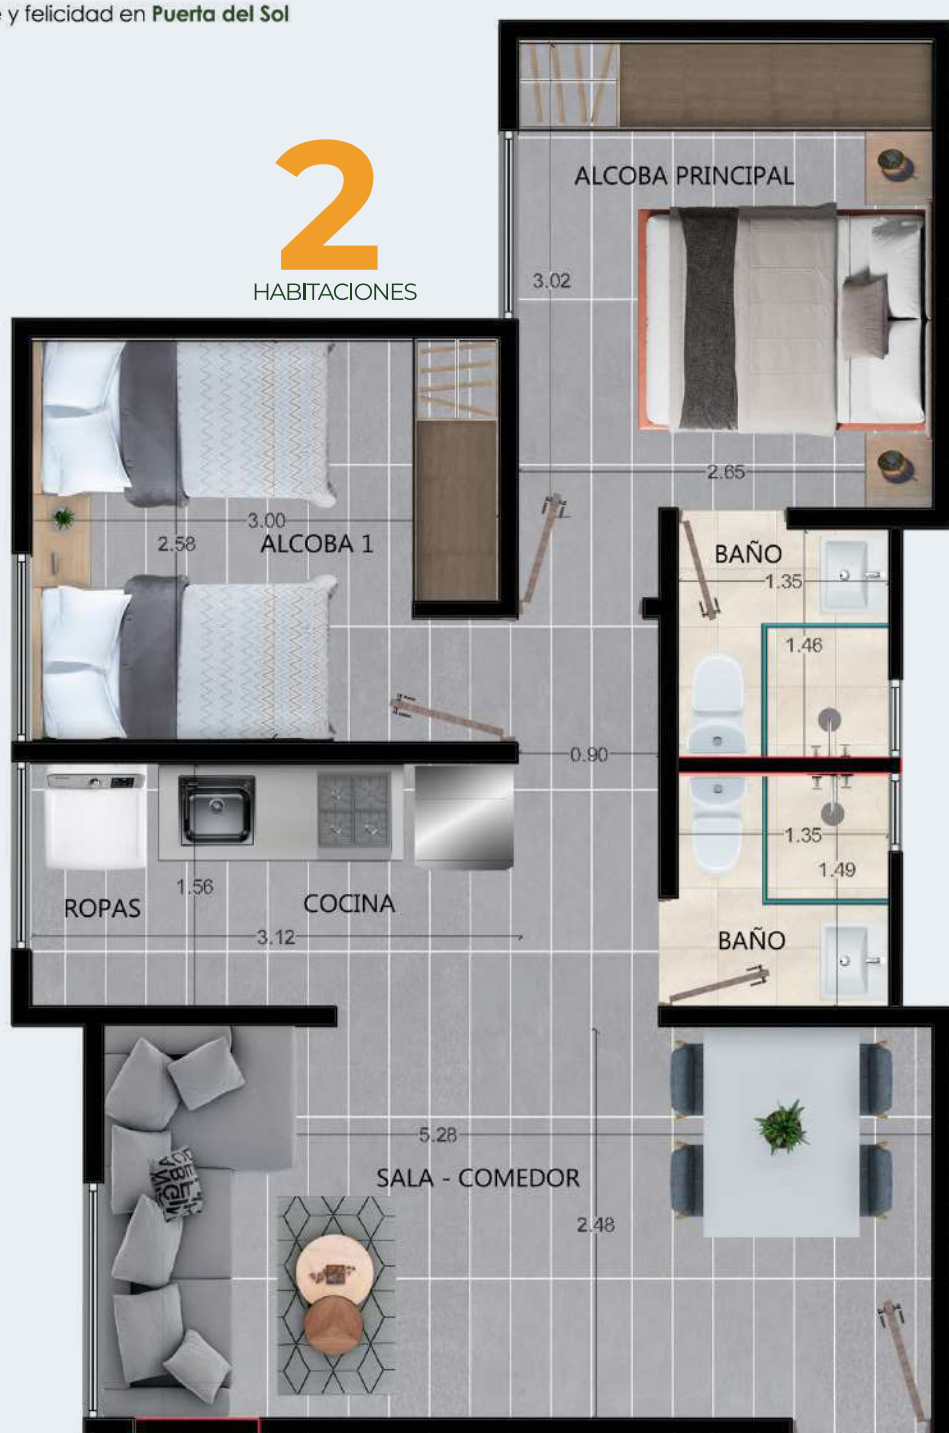 y felicidad en Puerta del Sol
2
HABITACIONES
ALCOBA PRINCIPAL
3.02
2.65
3.00
2.58
ALCOBA 1
BAÑO
1.35
1.46
0.90
1.35
1.49
1.56
ROPAS
COCINA
3.12
BAÑO
5.28
SALA - COMEDOR
2.48